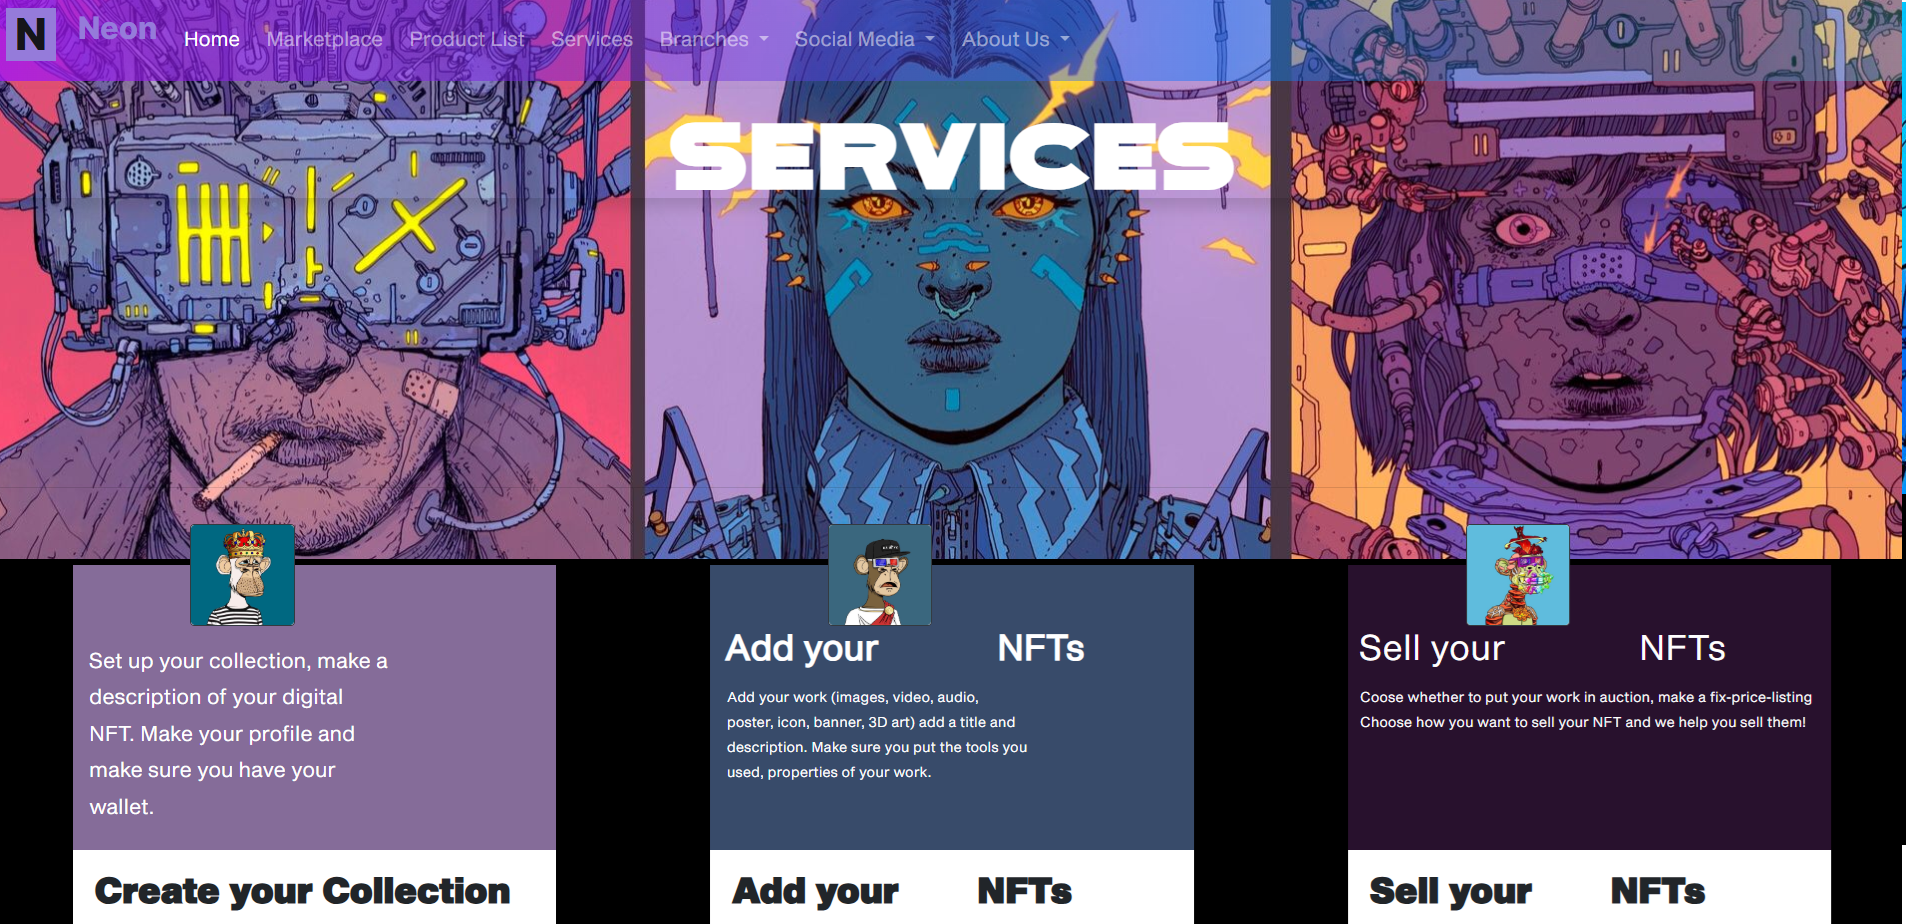 N Neon Home Marketplace Product List Services Branches Social Media About Us
SERVICES
Set up your collection, make a
description of your digital
NFT. Make your profile and
make sure you have your
wallet.
Add your NFTs
Add your work (images, video, audio,
poster, icon, banner, 3D art) add a title and
description. Make sure you put the tools you
used, properties of your work.
Sell your NFTs
Coose whether to put your work in auction, make a fix-price-listing
Choose how you want to sell your NFT and we help you sell them!
Create your Collection
Add your NFTs
Sell your NFTs